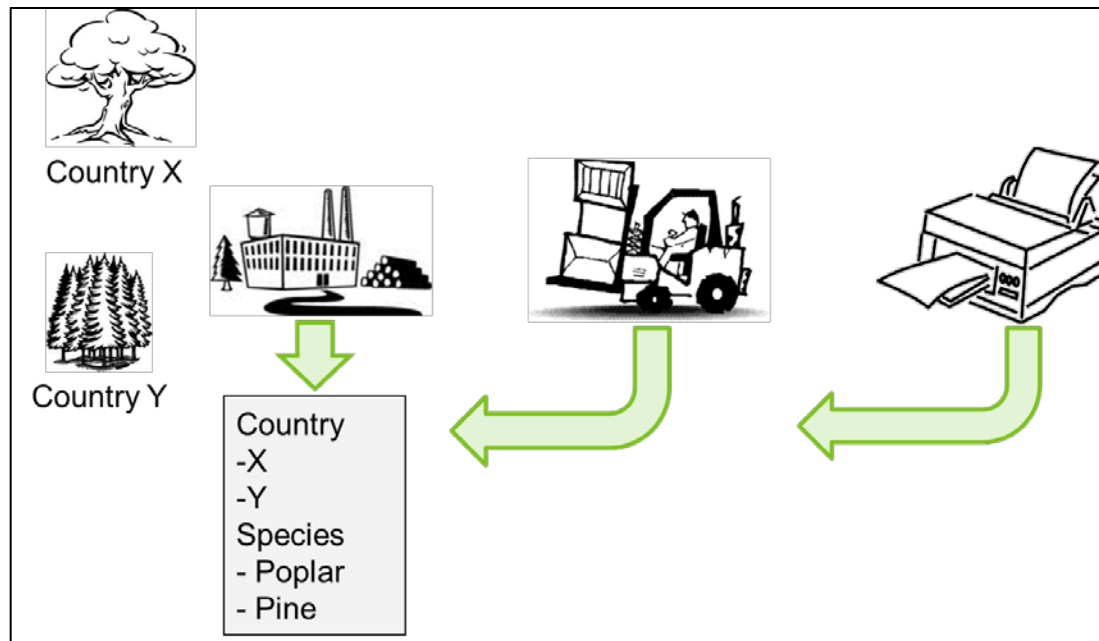 Country X
Country Y
Country
-X
-Y
Species
- Poplar
- Pine